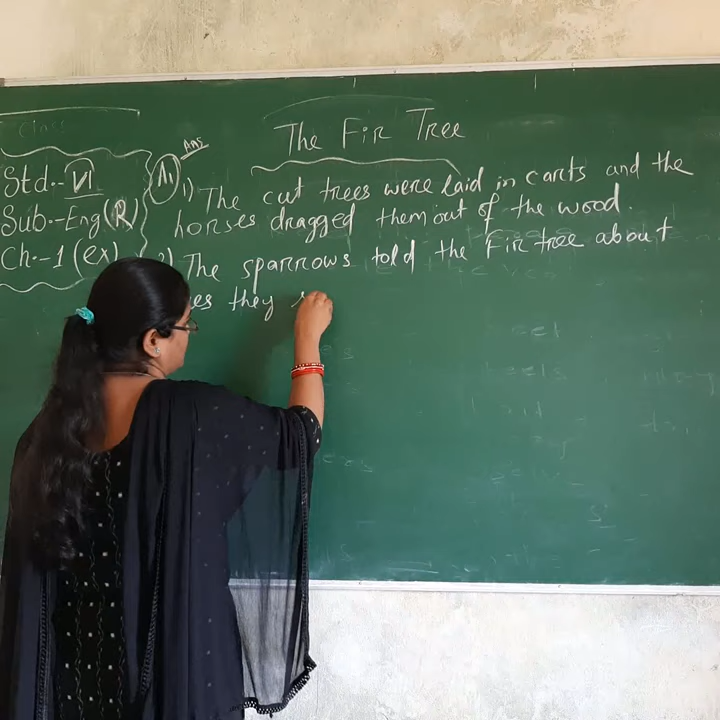 Class
The Fir Tree
Std.- VI
Sub.- Eng (R)
Ch.- 1 (ex)
Ans
A1
1) The cut trees were laid in carts and the
horses dragged them out of the wood.
2) The sparrows told the Fir tree about
they